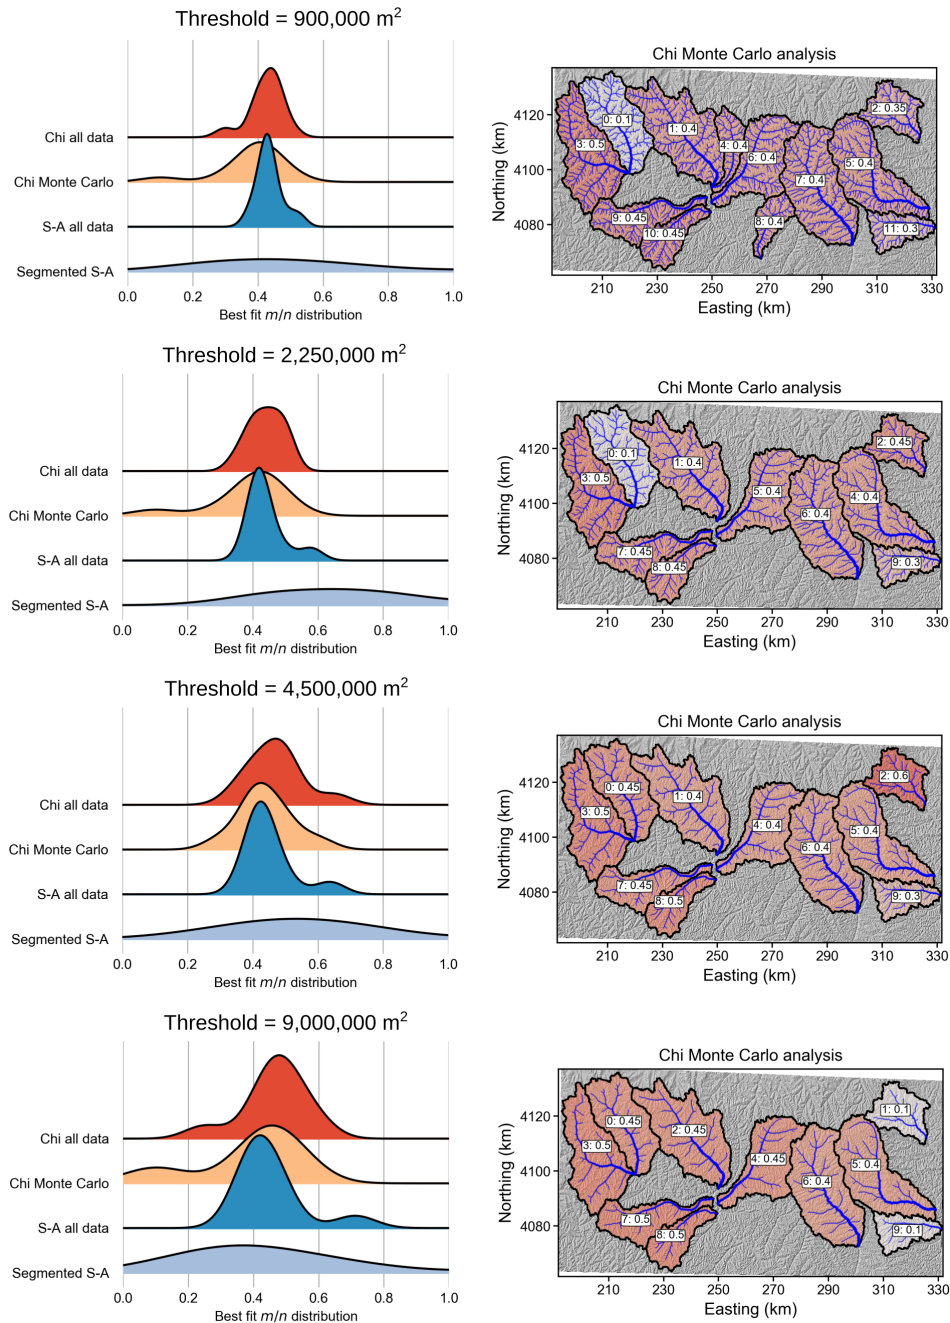 Threshold = 900,000 m²
Chi all data
Chi Monte Carlo
S-A all data
Segmented S-A
0.0 0.2 0.4 0.6 0.8 1.0
Best fit m/n distribution
Chi Monte Carlo analysis
Northing (km)
4120
4100
4080
0: 0.1
1: 0.4
2: 0.35
3: 0.5
4: 0.4
6: 0.4
5: 0.4
7: 0.4
9: 0.45
10: 0.45
8: 0.4
11: 0.3
210 230 250 270 290 310 330
Easting (km)
Threshold = 2,250,000 m²
Chi all data
Chi Monte Carlo
S-A all data
Segmented S-A
0.0 0.2 0.4 0.6 0.8 1.0
Best fit m/n distribution
Chi Monte Carlo analysis
Northing (km)
4120
4100
4080
2: 0.45
0: 0.1
1: 0.4
3: 0.5
5: 0.4
4: 0.4
6: 0.4
7: 0.45
8: 0.45
9: 0.3
210 230 250 270 290 310 330
Easting (km)
Threshold = 4,500,000 m²
Chi all data
Chi Monte Carlo
S-A all data
Segmented S-A
0.0 0.2 0.4 0.6 0.8 1.0
Best fit m/n distribution
Chi Monte Carlo analysis
Northing (km)
4120
4100
4080
2: 0.6
0: 0.45
1: 0.4
3: 0.5
4: 0.4
5: 0.4
6: 0.4
7: 0.45
8: 0.5
9: 0.3
210 230 250 270 290 310 330
Easting (km)
Threshold = 9,000,000 m²
Chi all data
Chi Monte Carlo
S-A all data
Segmented S-A
0.0 0.2 0.4 0.6 0.8 1.0
Best fit m/n distribution
Chi Monte Carlo analysis
Northing (km)
4120
4100
4080
1: 0.1
0: 0.45
2: 0.45
3: 0.5
4: 0.45
5: 0.4
6: 0.4
7: 0.5
8: 0.5
9: 0.1
210 230 250 270 290 310 330
Easting (km)